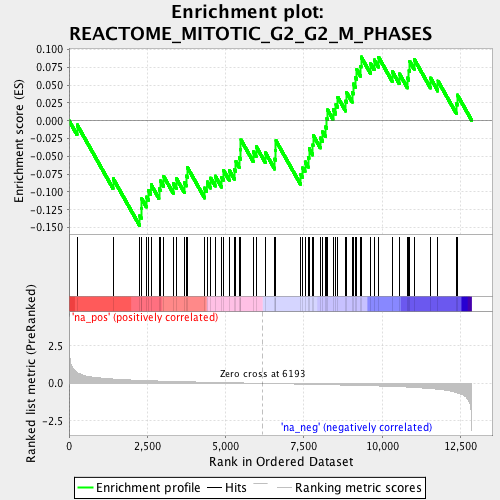 Enrichment plot:
REACTOME_MITOTIC_G2_G2_M_PHASES
Enrichment score (ES)
0.100
0.075
0.050
0.025
0.000
-0.025
-0.050
-0.075
-0.100
-0.125
-0.150
'na_pos' (positively correlated)
Ranked list metric (PreRanked)
2.5
0.0
-2.5
Zero cross at 6193
'na_neg' (negatively correlated)
0
2,500
5,000
7,500
10,000
12,500
Rank in Ordered Dataset
Enrichment profile
Hits
Ranking metric scores